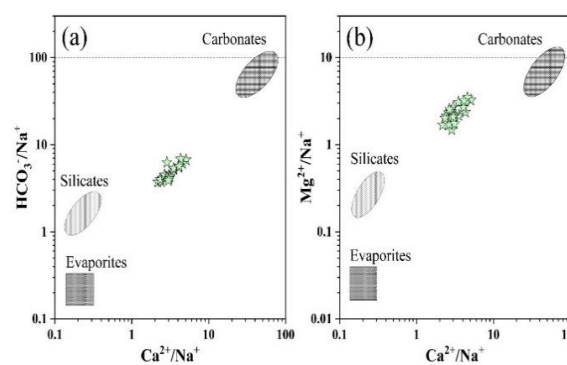 (a)
Carbonates
Silicates
Evaporites
HCO₃⁻/Na⁺
100
10
1
0.1
0.1
1
10
100
Ca²⁺/Na⁺
(b)
Carbonates
Silicates
Evaporites
Mg²⁺/Na⁺
10
1
0.1
0.01
0.1
1
10
Ca²⁺/Na⁺